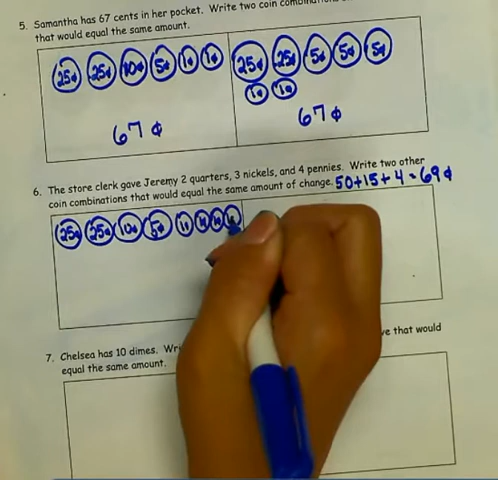 5. Samantha has 67 cents in her pocket. Write two coin
that would equal the same amount.
25¢ 25¢ 10¢ 5¢ 1¢ 1¢
67¢
25¢ 25¢ 5¢ 5¢ 5¢
1¢ 1¢
67¢
6. The store clerk gave Jeremy 2 quarters, 3 nickels, and 4 pennies. Write two other
coin combinations that would equal the same amount of change. 50+15+4=69¢
25¢ 25¢ 10¢ 5¢ 1¢ 1¢ 1¢
7. Chelsea has 10 dimes. that would
equal the same amount.